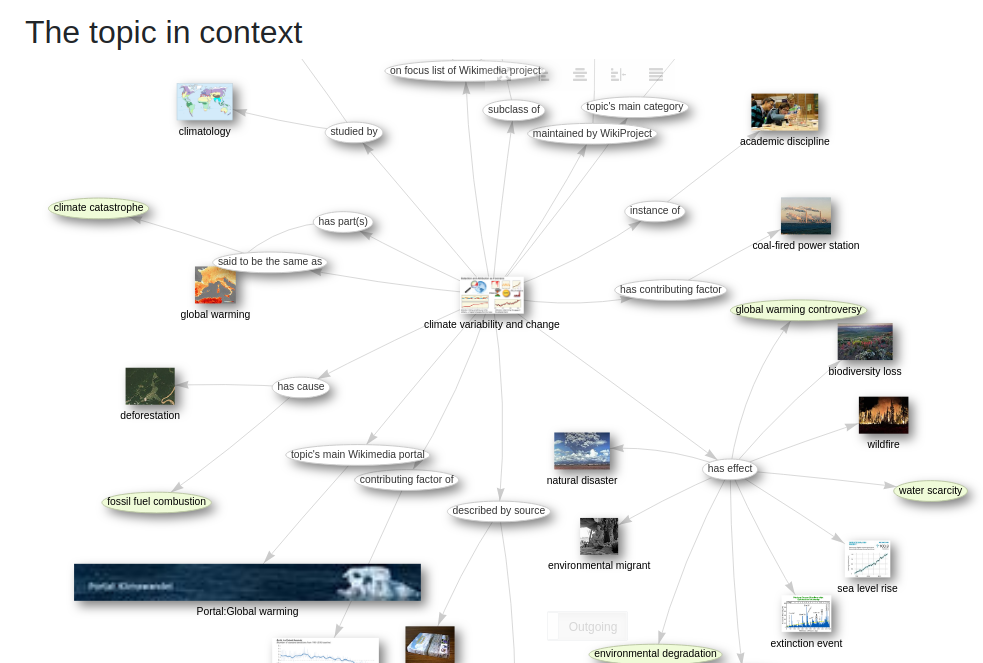 The topic in context
on focus list of Wikimedia project
subclass of
topic's main category
climatology
studied by
maintained by WikiProject
academic discipline
climate catastrophe
has part(s)
instance of
coal-fired power station
said to be the same as
has contributing factor
global warming
climate variability and change
global warming controversy
biodiversity loss
has cause
deforestation
wildfire
topic's main Wikimedia portal
has effect
contributing factor of
natural disaster
water scarcity
fossil fuel combustion
described by source
environmental migrant
Portal Klimawandel
sea level rise
Portal:Global warming
Outgoing
extinction event
environmental degradation